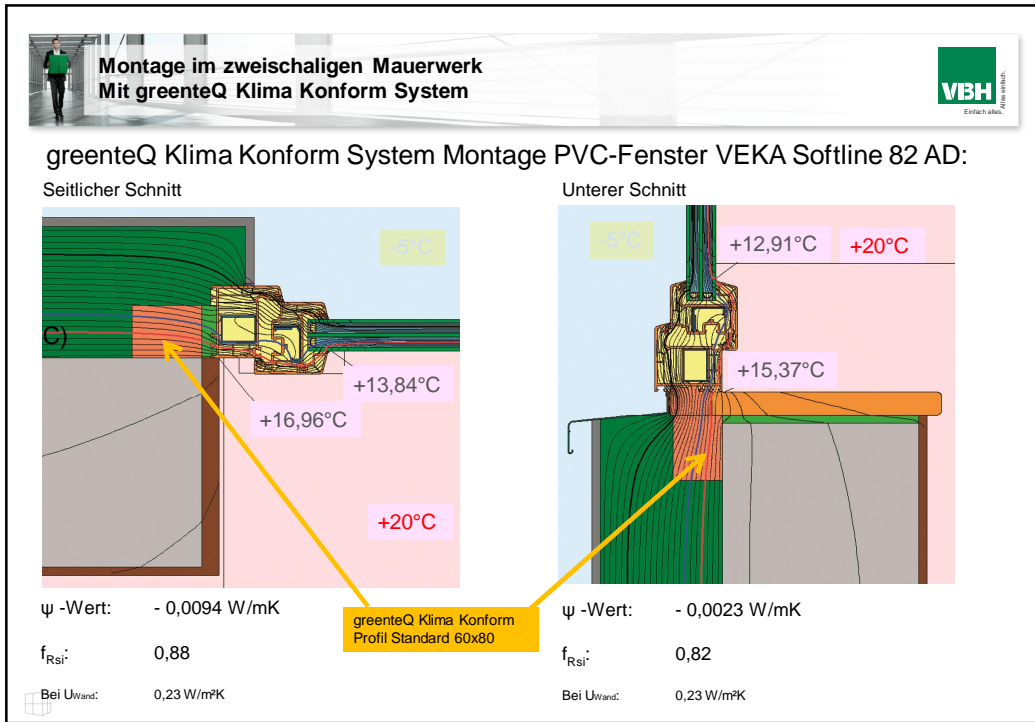 Montage im zweischaligen Mauerwerk
Mit greenteQ Klima Konform System
VBH
Einfach alles.
Alles einfach.
greenteQ Klima Konform System Montage PVC-Fenster VEKA Softline 82 AD:
Seitlicher Schnitt
-5°C
C)
+13,84°C
+16,96°C
+20°C
ψ -Wert: - 0,0094 W/mK
fRsi: 0,88
Bei UWand: 0,23 W/m²K
greenteQ Klima Konform
Profil Standard 60x80
Unterer Schnitt
-5°C
+12,91°C
+20°C
+15,37°C
ψ -Wert: - 0,0023 W/mK
fRsi: 0,82
Bei UWand: 0,23 W/m²K